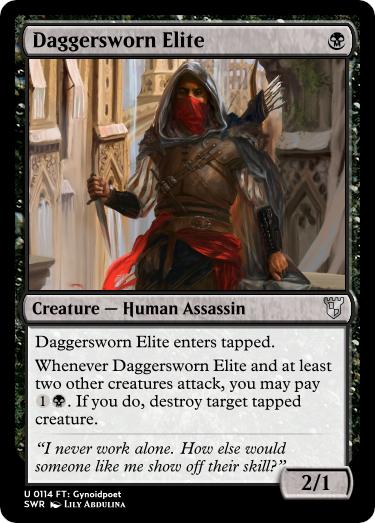 Daggersworn Elite
Creature — Human Assassin
Daggersworn Elite enters tapped.
Whenever Daggersworn Elite and at least
two other creatures attack, you may pay
1 . If you do, destroy target tapped
creature.
“I never work alone. How else would
someone like me show off their skill?”
2/1
U 0114 FT: Gynoidpoet
SWR Lily Abdulina